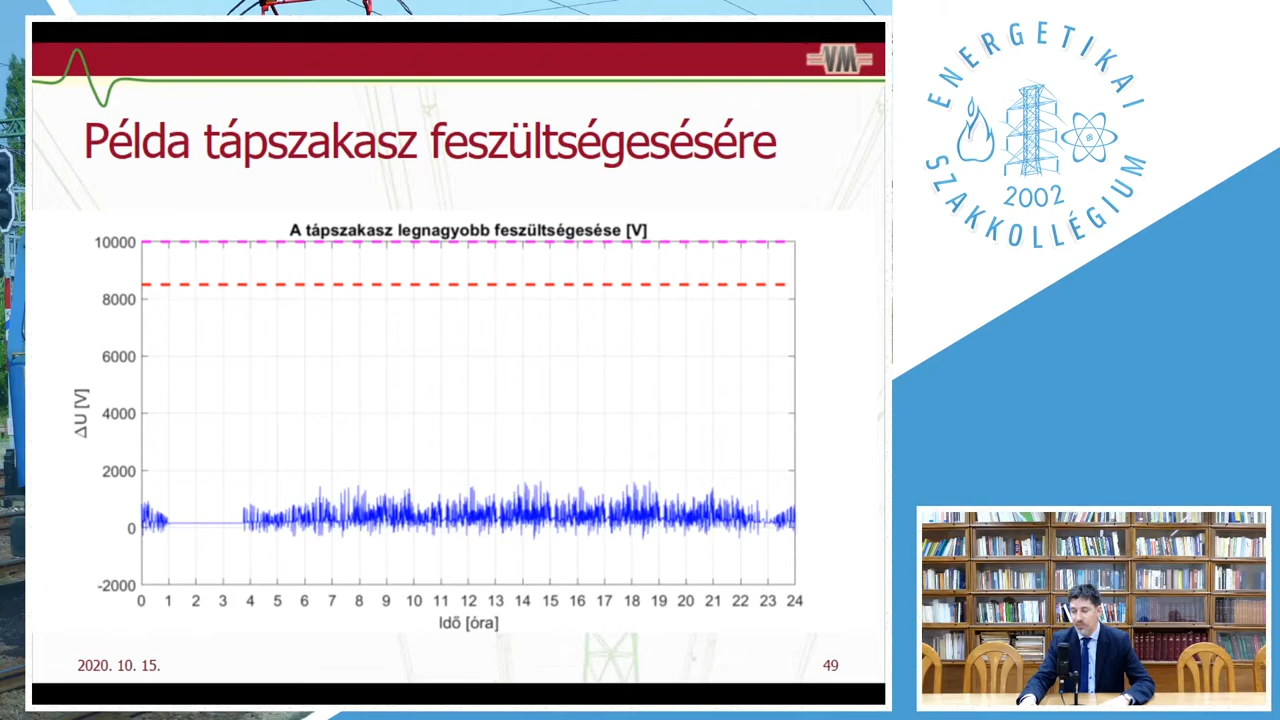 VM
Példa tápszakasz feszültségesésére
A tápszakasz legnagyobb feszültségesése [V]
10000
8000
6000
4000
2000
0
-2000
ΔU [V]
0 1 2 3 4 5 6 7 8 9 10 11 12 13 14 15 16 17 18 19 20 21 22 23 24
Idő [óra]
2020. 10. 15.
49
ENERGETIKAI
SZAKKOLLÉGIUM
2002